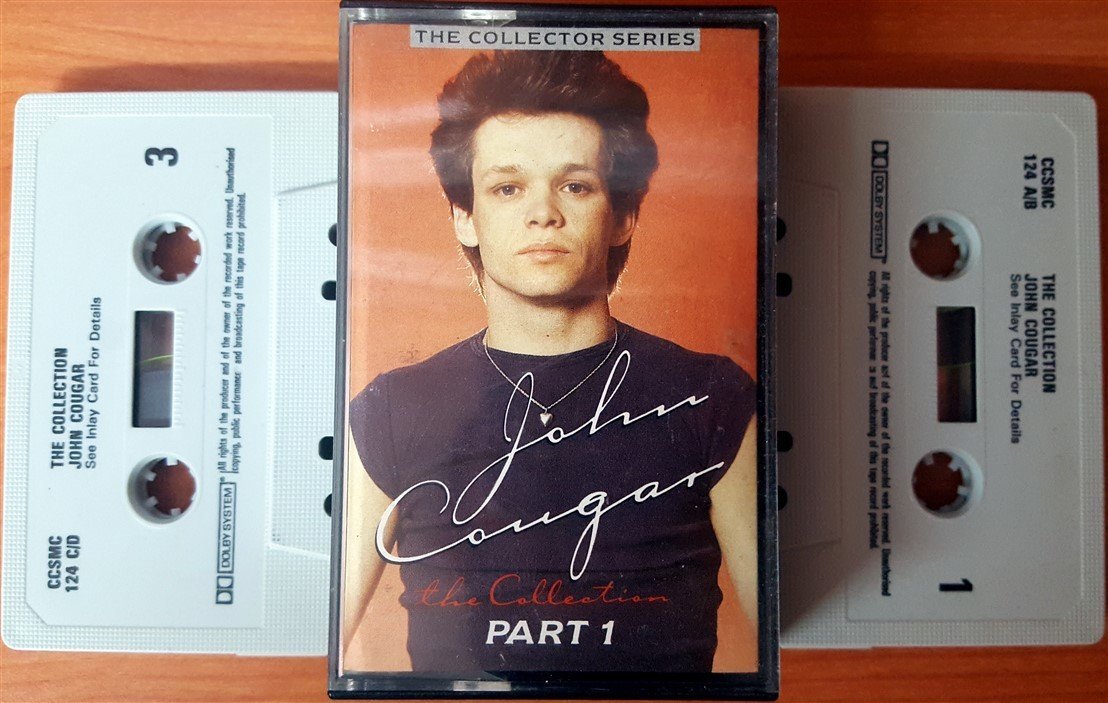 THE COLLECTOR SERIES
John
Cougar
the Collection
PART 1
3
THE COLLECTION
JOHN COUGAR
See Inlay Card For Details
CCSMC
124 C/D
DOLBY SYSTEM
All rights of the producer and of the owner of the recorded work reserved. Unauthorised
copying, public performance and broadcasting of this tape record prohibited.
CCSMC
124 A/B
THE COLLECTION
JOHN COUGAR
See Inlay Card For Details
DOLBY SYSTEM
All rights of the producer and of the owner of the recorded work reserved. Unauthorised
copying, public performance and broadcasting of this tape record prohibited.
1